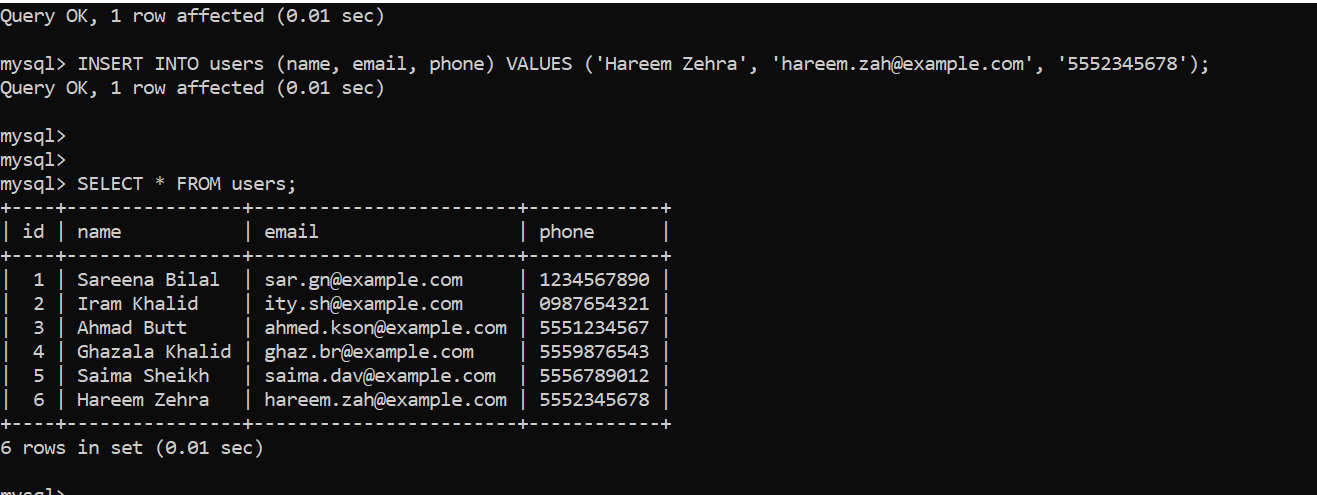 Query OK, 1 row affected (0.01 sec)
mysql> INSERT INTO users (name, email, phone) VALUES ('Hareem Zehra', 'hareem.zah@example.com', '5552345678');
Query OK, 1 row affected (0.01 sec)
mysql>
mysql>
mysql> SELECT * FROM users;
+----+----------------+------------------------+------------+
| id | name           | email                  | phone      |
+----+----------------+------------------------+------------+
|  1 | Sareena Bilal  | sar.gn@example.com     | 1234567890 |
|  2 | Iram Khalid    | ity.sh@example.com     | 0987654321 |
|  3 | Ahmad Butt     | ahmed.kson@example.com | 5551234567 |
|  4 | Ghazala Khalid | ghaz.br@example.com    | 5559876543 |
|  5 | Saima Sheikh   | saima.dav@example.com  | 5556789012 |
|  6 | Hareem Zehra   | hareem.zah@example.com | 5552345678 |
+----+----------------+------------------------+------------+
6 rows in set (0.01 sec)
mysql>